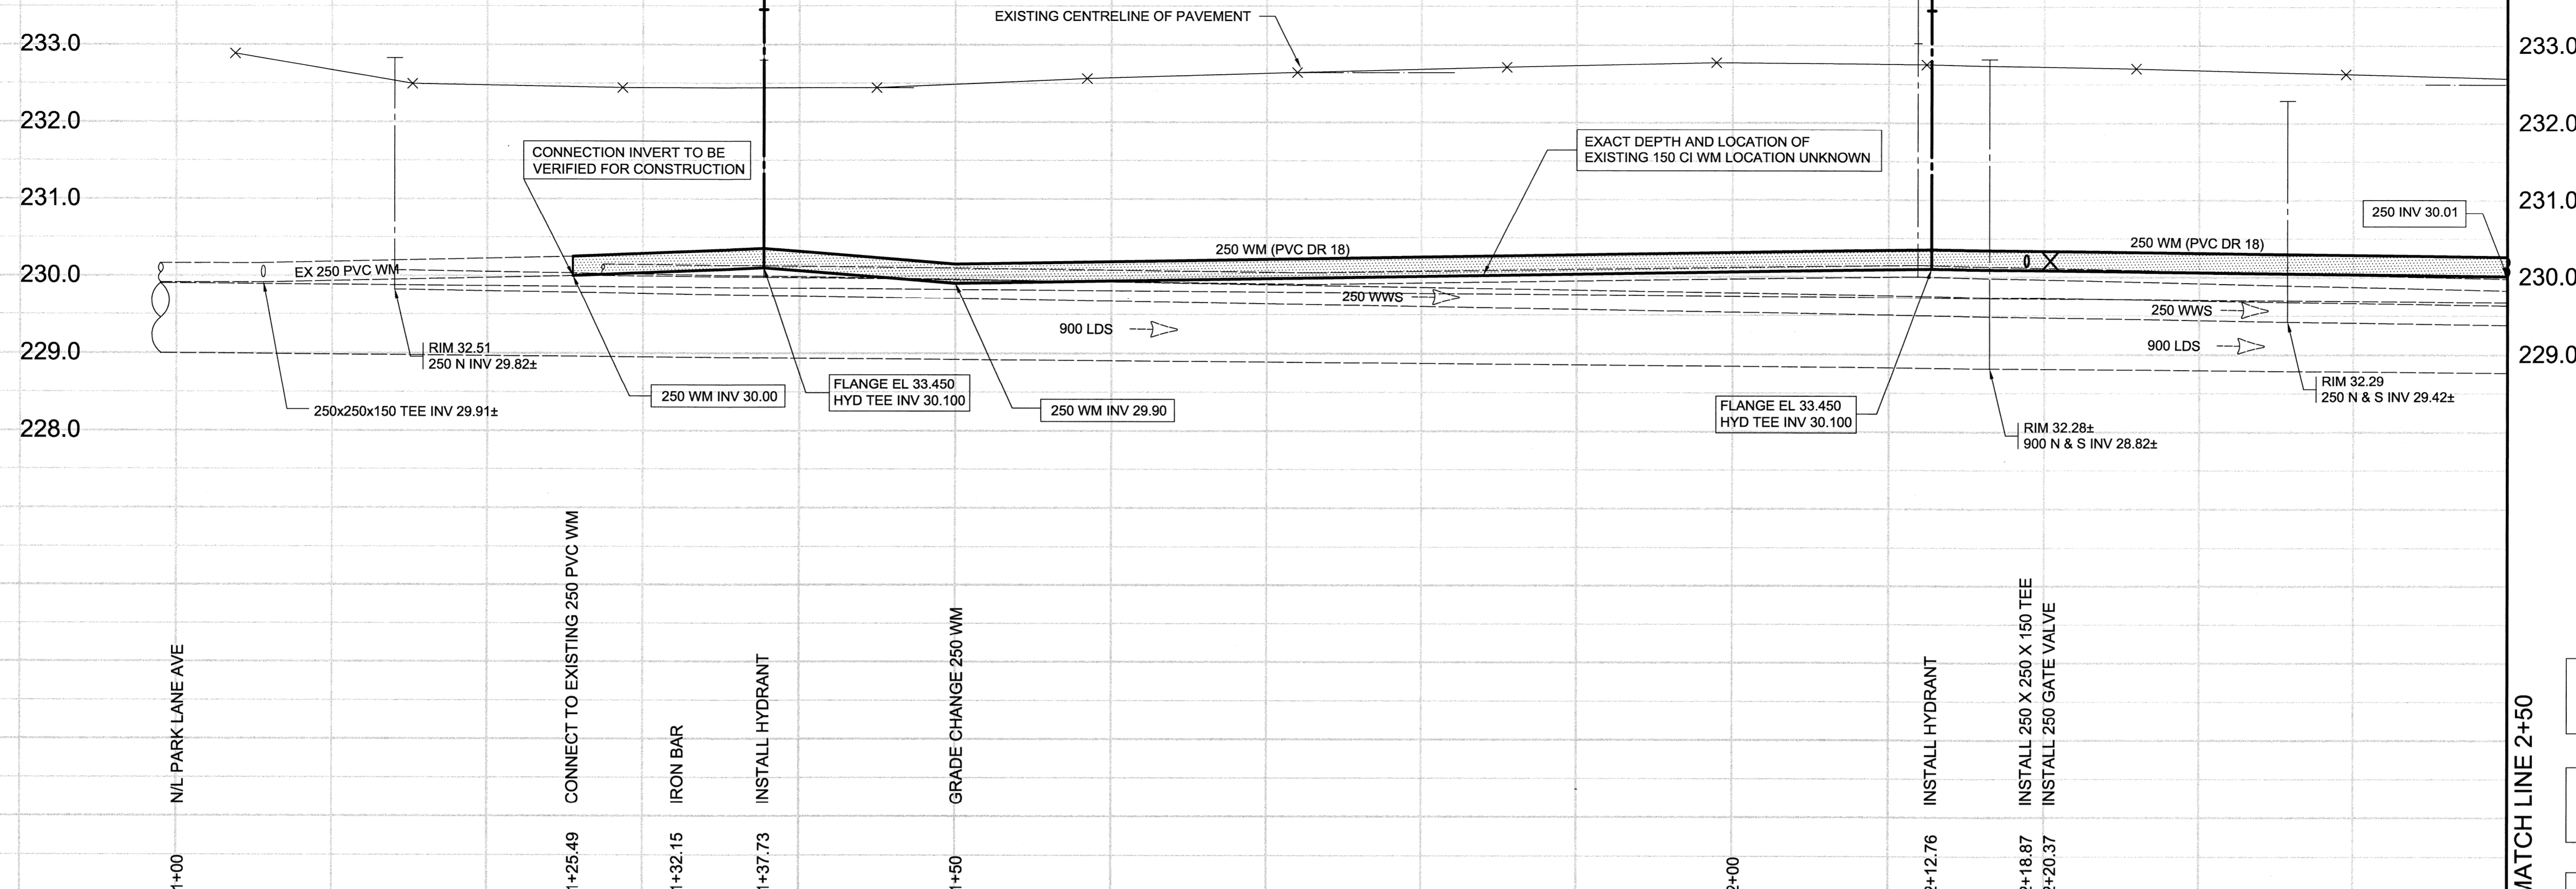 EXISTING CENTRELINE OF PAVEMENT
233.0
233.0
232.0
232.0
CONNECTION INVERT TO BE
VERIFIED FOR CONSTRUCTION
EXACT DEPTH AND LOCATION OF
EXISTING 150 CI WM LOCATION UNKNOWN
231.0
231.0
250 INV 30.01
250 WM (PVC DR 18)
250 WM (PVC DR 18)
230.0
EX 250 PVC WM
230.0
250 WWS
250 WWS
900 LDS
900 LDS
229.0
229.0
RIM 32.51
250 N INV 29.82±
250x250x150 TEE INV 29.91±
250 WM INV 30.00
FLANGE EL 33.450
HYD TEE INV 30.100
250 WM INV 29.90
FLANGE EL 33.450
HYD TEE INV 30.100
RIM 32.28±
900 N & S INV 28.82±
RIM 32.29
250 N & S INV 29.42±
228.0
N/L PARK LANE AVE
CONNECT TO EXISTING 250 PVC WM
IRON BAR
INSTALL HYDRANT
GRADE CHANGE 250 WM
INSTALL HYDRANT
INSTALL 250 X 250 X 150 TEE
INSTALL 250 GATE VALVE
MATCH LINE 2+50
1+00
1+25.49
1+32.15
1+37.73
1+50
2+00
2+12.76
2+18.87
2+20.37